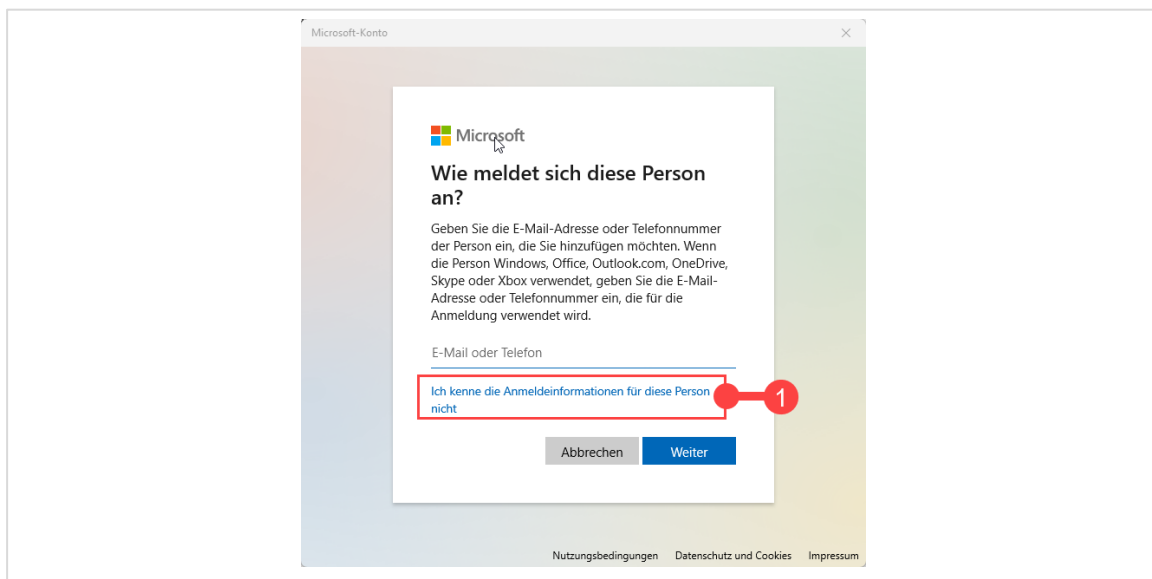 Microsoft-Konto
Microsoft
Wie meldet sich diese Person
an?
Geben Sie die E-Mail-Adresse oder Telefonnummer
der Person ein, die Sie hinzufügen möchten. Wenn
die Person Windows, Office, Outlook.com, OneDrive,
Skype oder Xbox verwendet, geben Sie die E-Mail-
Adresse oder Telefonnummer ein, die für die
Anmeldung verwendet wird.
E-Mail oder Telefon
Ich kenne die Anmeldeinformationen für diese Person
nicht
1
Abbrechen Weiter
Nutzungsbedingungen Datenschutz und Cookies Impressum